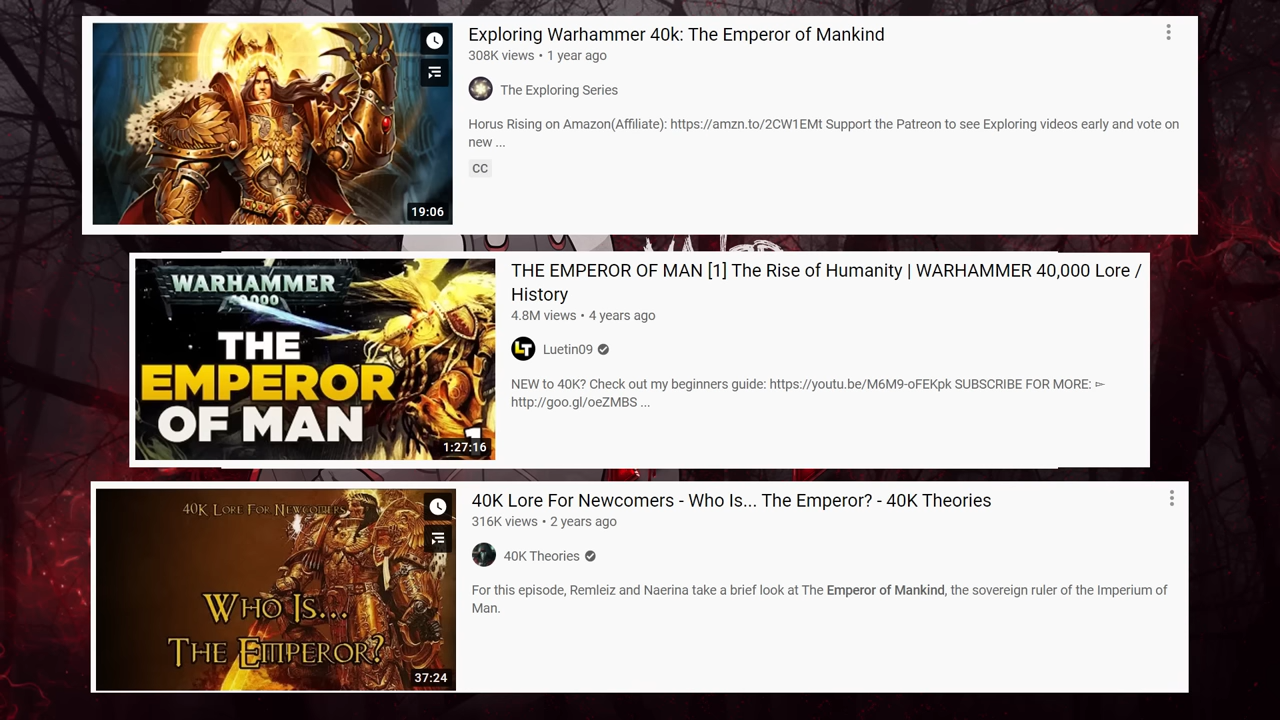 Exploring Warhammer 40k: The Emperor of Mankind
308K views • 1 year ago
The Exploring Series
Horus Rising on Amazon(Affiliate): https://amzn.to/2CW1EMt Support the Patreon to see Exploring videos early and vote on
new ...
CC
19:06
WARHAMMER
THE
EMPEROR
OF MAN
1:27:16
THE EMPEROR OF MAN [1] The Rise of Humanity | WARHAMMER 40,000 Lore /
History
4.8M views • 4 years ago
LT
Luetin09
NEW to 40K? Check out my beginners guide: https://youtu.be/M6M9-oFEKpk SUBSCRIBE FOR MORE: ►
http://goo.gl/oeZMBS ...
40K Lore For Newcomers
Who Is...
The Emperor?
37:24
40K Lore For Newcomers - Who Is... The Emperor? - 40K Theories
316K views • 2 years ago
40K Theories
For this episode, Remleiz and Naerina take a brief look at The Emperor of Mankind, the sovereign ruler of the Imperium of
Man.